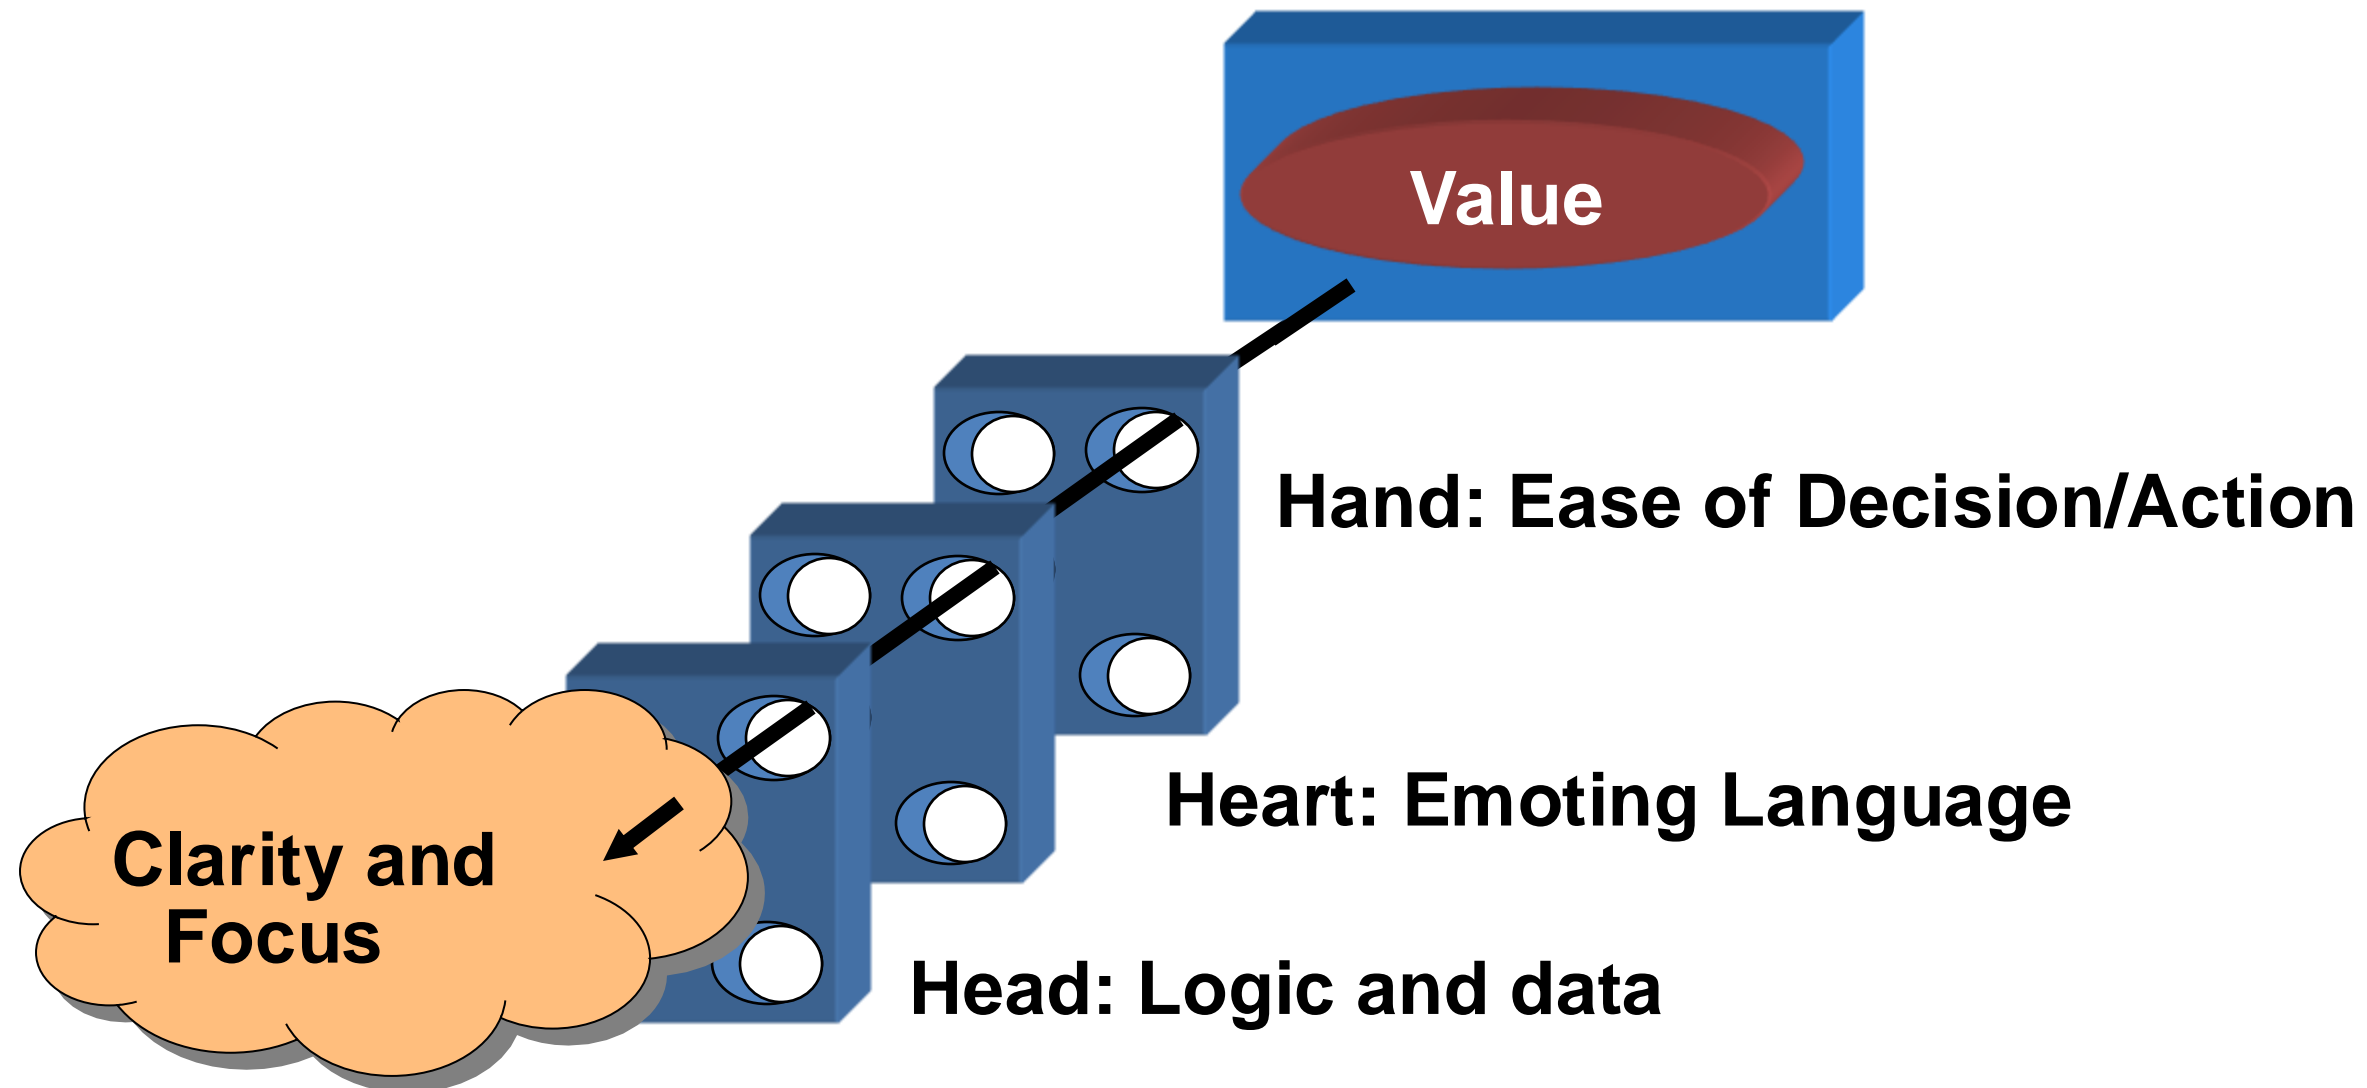 Value
Hand: Ease of Decision/Action
Heart: Emoting Language
Clarity and
Focus
Head: Logic and data